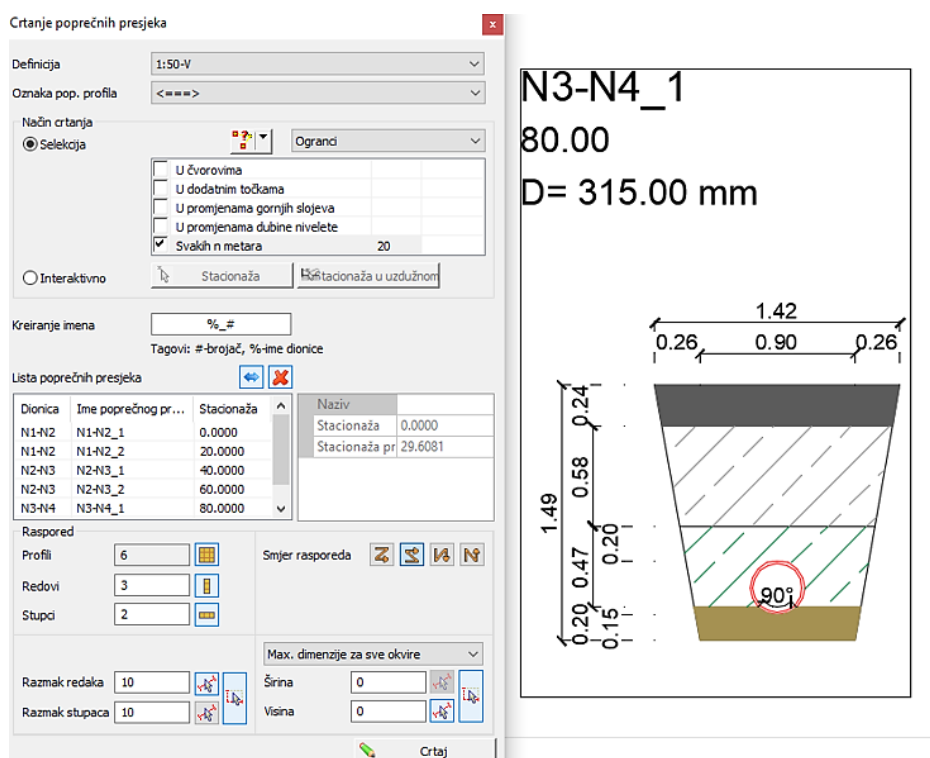 Crtanje poprečnih presjeka
x
Definicija 1:50-V
Oznaka pop. profila <===>
Način crtanja
Selekcija Ogranci
U čvorovima
U dodatnim točkama
U promjenama gornjih slojeva
U promjenama dubine nivelete
Svakih n metara 20
Interaktivno Stacionaža Stacionaža u uzdužnom
Kreiranje imena %_#
Tagovi: #-brojač, %-ime dionice
Lista poprečnih presjeka
Dionica Ime poprečnog pr... Stacionaža
N1-N2 N1-N2_1 0.0000
N1-N2 N1-N2_2 20.0000
N2-N3 N2-N3_1 40.0000
N2-N3 N2-N3_2 60.0000
N3-N4 N3-N4_1 80.0000
Naziv
Stacionaža 0.0000
Stacionaža pr 29.6081
Raspored
Profili 6
Smjer rasporeda
Redovi 3
Stupci 2
Max. dimenzije za sve okvire
Razmak redaka 10
Širina 0
Razmak stupaca 10
Visina 0
Crtaj
N3-N4_1
80.00
D= 315.00 mm
1.42
0.26 0.90 0.26
0.24
0.58
1.49
0.20
0.47
90°
0.20
0.15